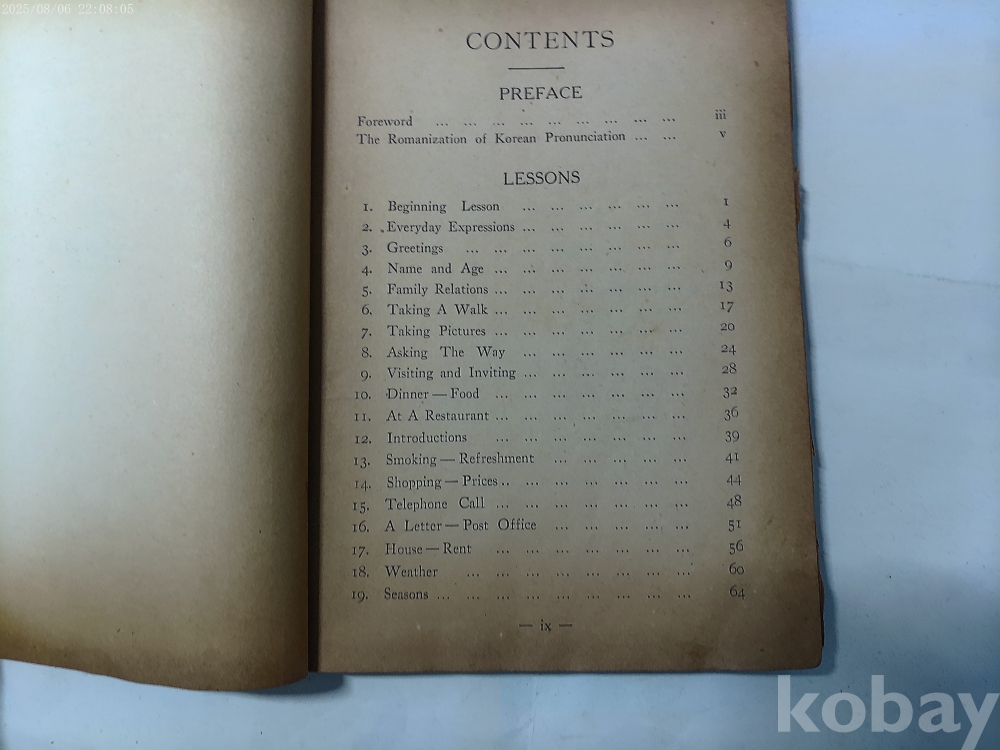 2025/08/06 22:08:05
CONTENTS
PREFACE
Foreword ... ... ... ... ... ... ... ... ... iii
The Romanization of Korean Pronunciation ... ... v
LESSONS
1. Beginning Lesson ... ... ... ... ... ... 1
2. Everyday Expressions ... ... ... ... ... ... 4
3. Greetings ... ... ... ... ... ... ... ... 6
4. Name and Age ... ... ... ... ... ... ... 9
5. Family Relations ... ... ... ... ... ... ... 13
6. Taking A Walk ... ... ... ... ... ... ... 17
7. Taking Pictures ... ... ... ... ... ... ... 20
8. Asking The Way ... ... ... ... ... ... 24
9. Visiting and Inviting ... ... ... ... ... ... 28
10. Dinner — Food ... ... ... ... ... ... ... 32
11. At A Restaurant ... ... ... ... ... ... ... 36
12. Introductions ... ... ... ... ... ... ... 39
13. Smoking — Refreshment ... ... ... ... ... 41
14. Shopping — Prices .. ... ... ... ... ... ... 44
15. Telephone Call ... ... ... ... ... ... ... 48
16. A Letter — Post Office ... ... ... ... ... 51
17. House — Rent ... ... ... ... ... ... ... 56
18. Weather ... ... ... ... ... ... ... ... 60
19. Seasons ... ... ... ... ... ... ... ... ... 64
— ix —
kobay